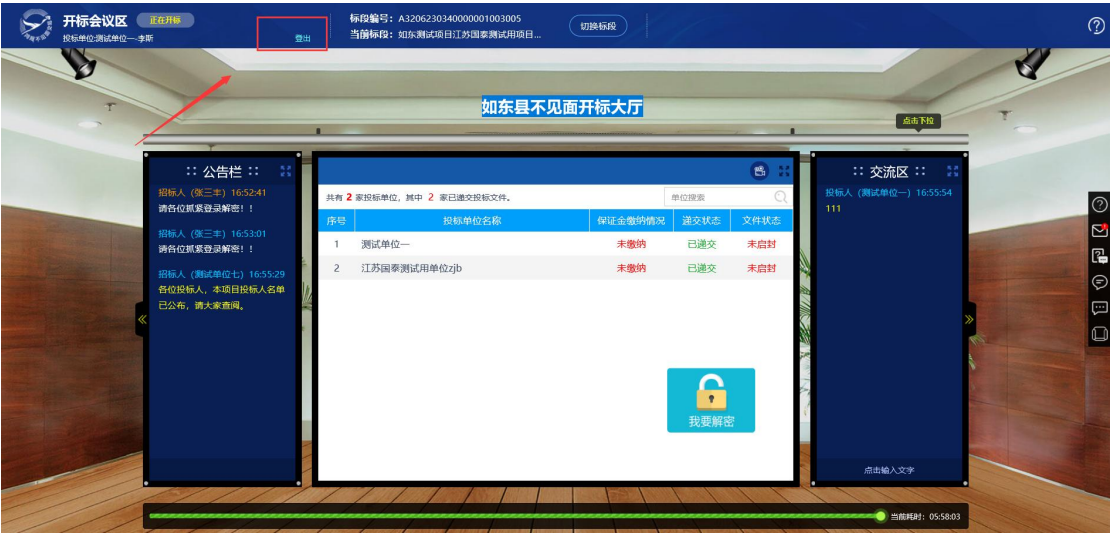 开标会议区 正在开标
投标单位:测试单位一-李斯
登出
标段编号：A3206230340000001003005
当前标段：如东测试项目江苏国泰测试用项目...
切换标段
如东县不见面开标大厅
点击下拉
:: 公告栏 ::
招标人（张三丰）16:52:41
请各位抓紧登录解密！！
招标人（张三丰）16:53:01
请各位抓紧登录解密！！
招标人（测试单位七）16:55:29
各位投标人，本项目投标人名单
已公布，请大家查阅。
共有 2 家投标单位，其中 2 家已递交投标文件。
单位搜索
序号 投标单位名称 保证金缴纳情况 递交状态 文件状态
1 测试单位一 未缴纳 已递交 未启封
2 江苏国泰测试用单位zjb 未缴纳 已递交 未启封
我要解密
:: 交流区 ::
投标人（测试单位一）16:55:54
111
点击输入文字
当前耗时：05:58:03